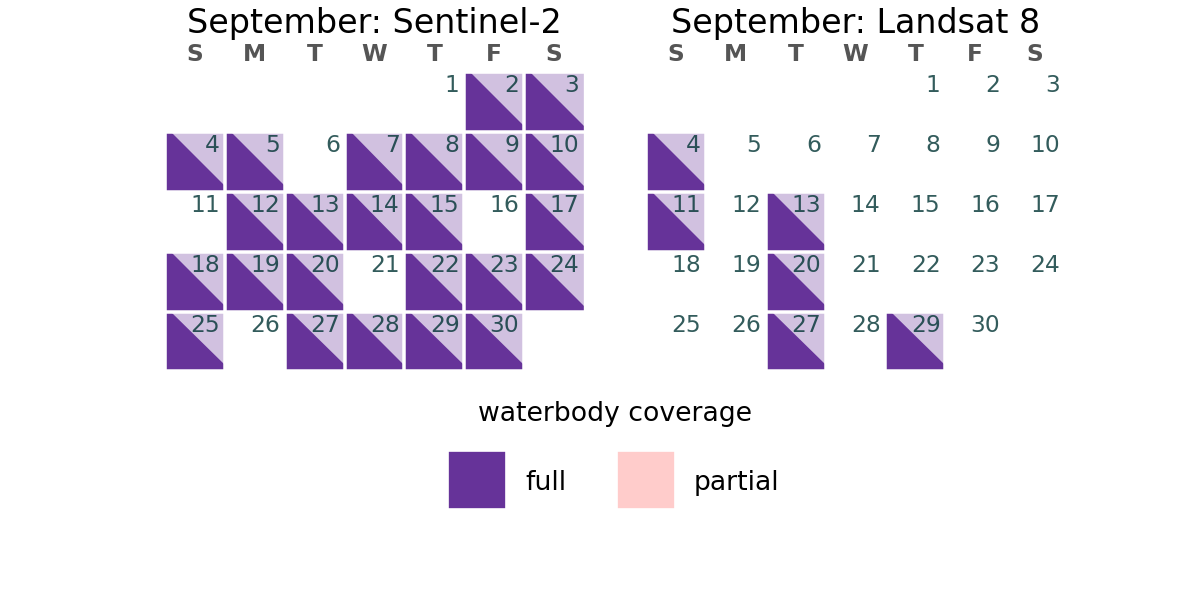 September: Sentinel-2
S M T W T F S
1 2 3
4 5 6 7 8 9 10
11 12 13 14 15 16 17
18 19 20 21 22 23 24
25 26 27 28 29 30
September: Landsat 8
S M T W T F S
1 2 3
4 5 6 7 8 9 10
11 12 13 14 15 16 17
18 19 20 21 22 23 24
25 26 27 28 29 30
waterbody coverage
full partial